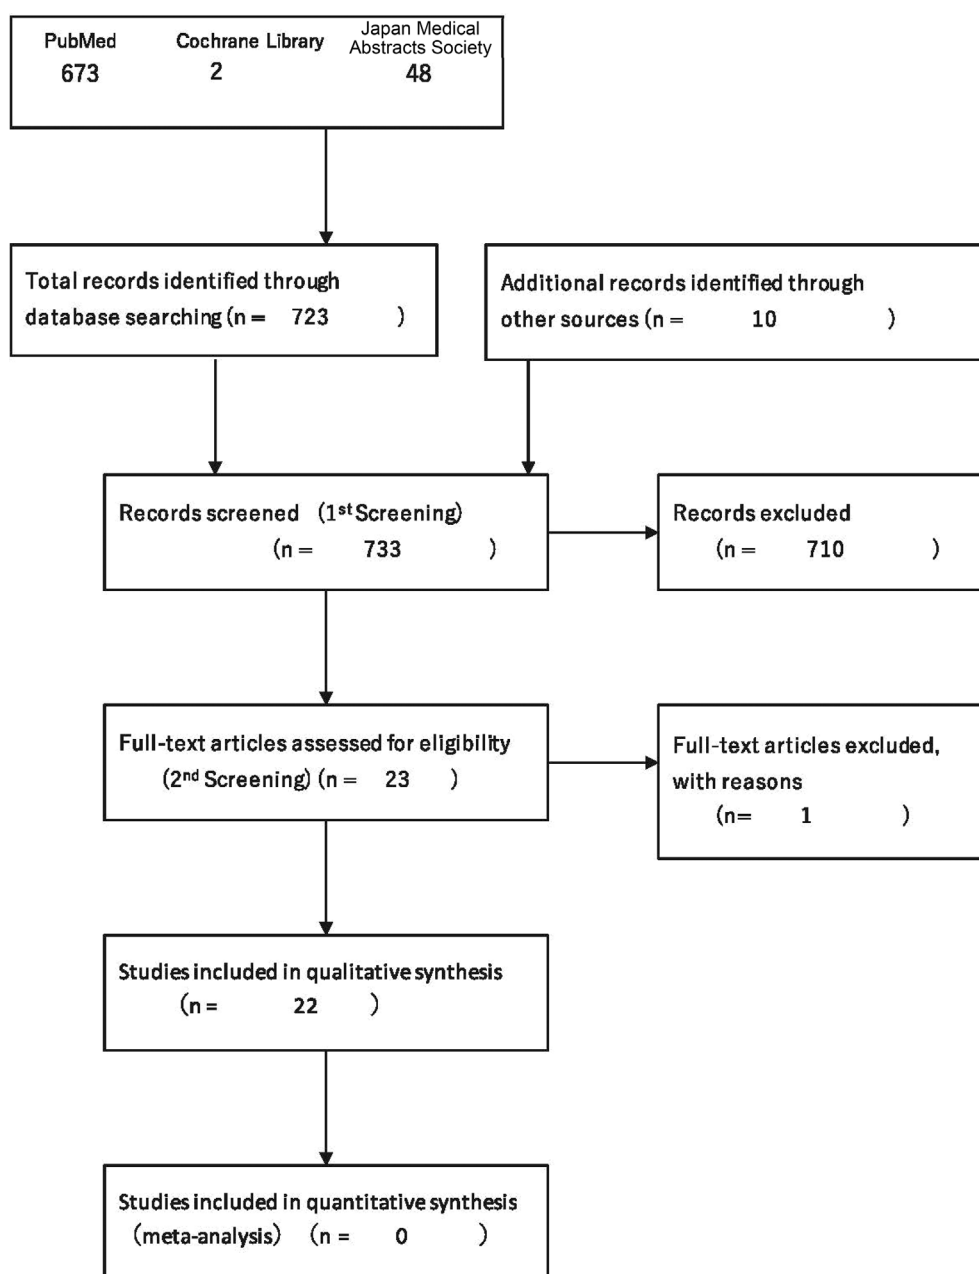 PubMed Cochrane Library Japan Medical
Abstracts Society
673 2 48
Total records identified through
database searching (n = 723 )
Additional records identified through
other sources (n = 10 )
Records screened (1st Screening)
(n = 733 )
Records excluded
(n = 710 )
Full-text articles assessed for eligibility
(2nd Screening) (n = 23 )
Full-text articles excluded,
with reasons
(n= 1 )
Studies included in qualitative synthesis
(n = 22 )
Studies included in quantitative synthesis
(meta-analysis) (n = 0 )